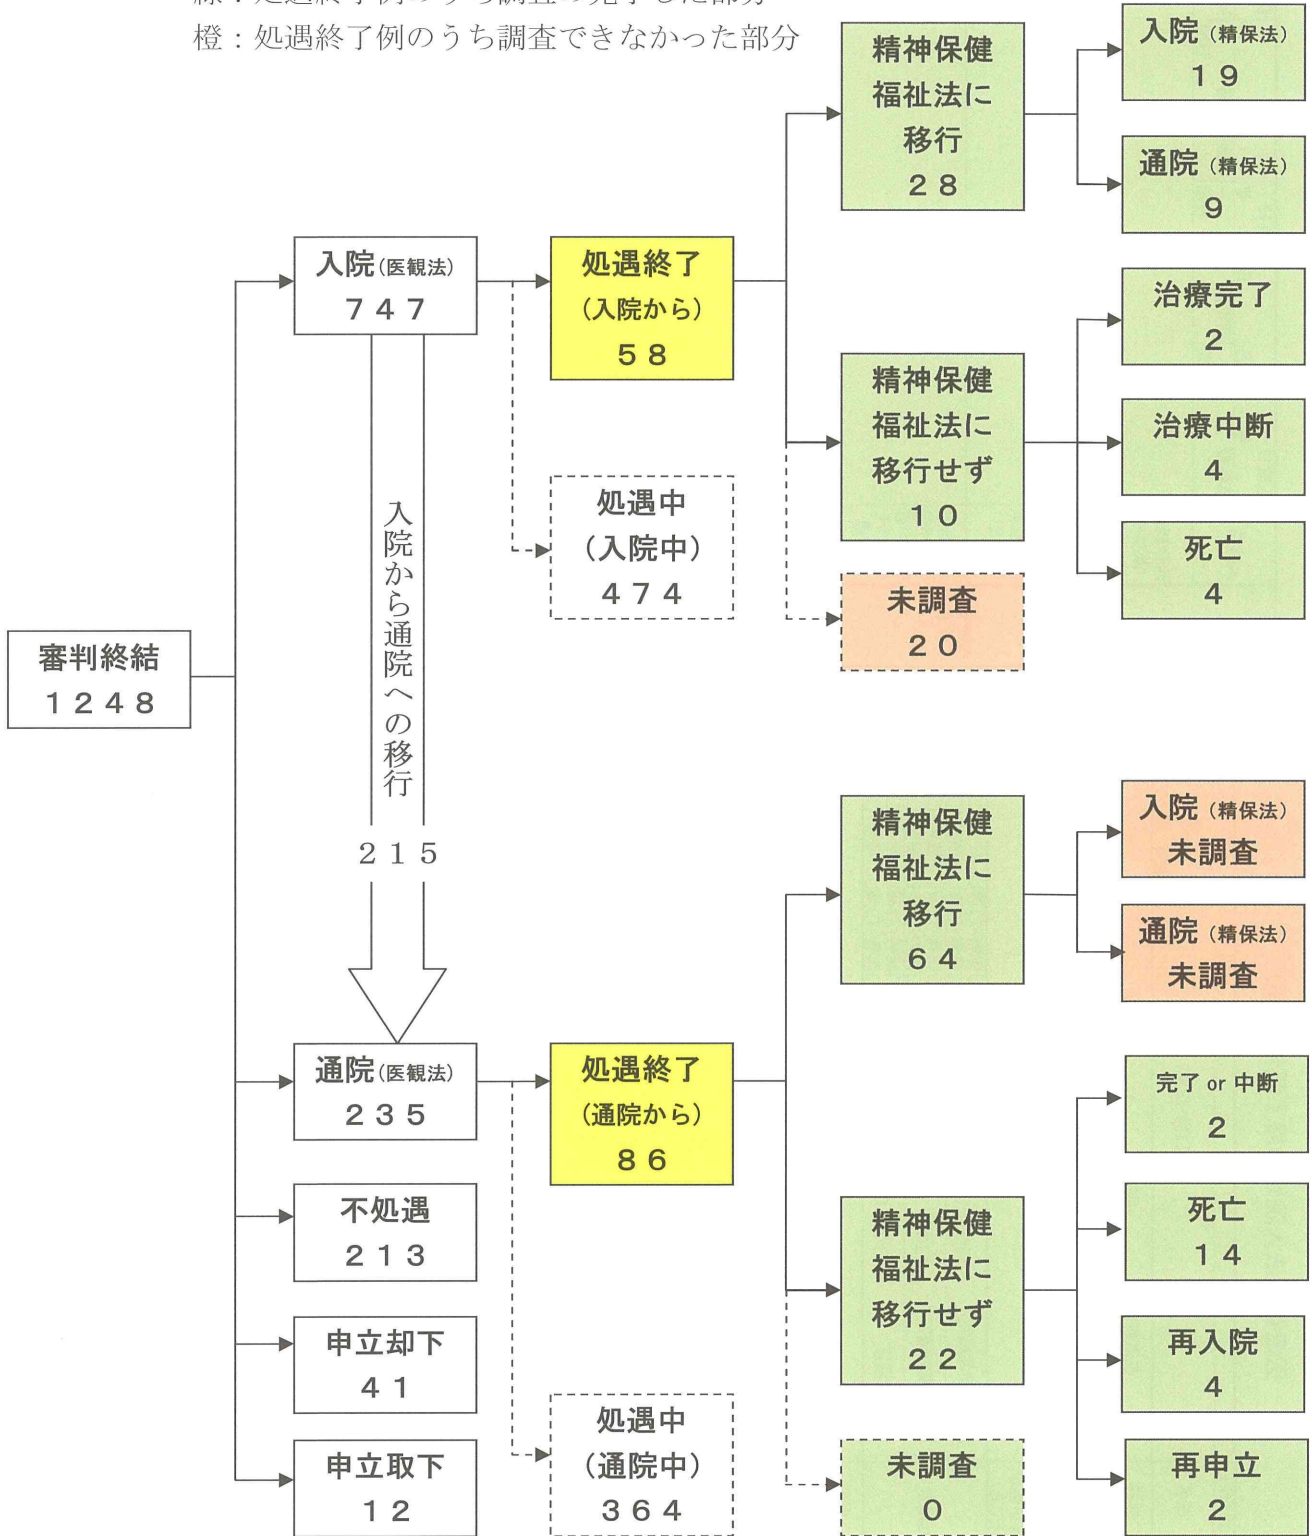 橙：処遇終了例のうち調査できなかった部分
審判終結
１２４８
入院(医観法)
７４７
入院から通院への移行
２１５
通院(医観法)
２３５
不処遇
２１３
申立却下
４１
申立取下
１２
処遇終了
（入院から）
５８
処遇中
（入院中）
４７４
処遇終了
（通院から）
８６
処遇中
（通院中）
３６４
精神保健
福祉法に
移行
２８
精神保健
福祉法に
移行せず
１０
未調査
２０
精神保健
福祉法に
移行
６４
精神保健
福祉法に
移行せず
２２
未調査
０
入院（精保法）
１９
通院（精保法）
９
治療完了
２
治療中断
４
死亡
４
入院（精保法）
未調査
通院（精保法）
未調査
完了 or 中断
２
死亡
１４
再入院
４
再申立
２